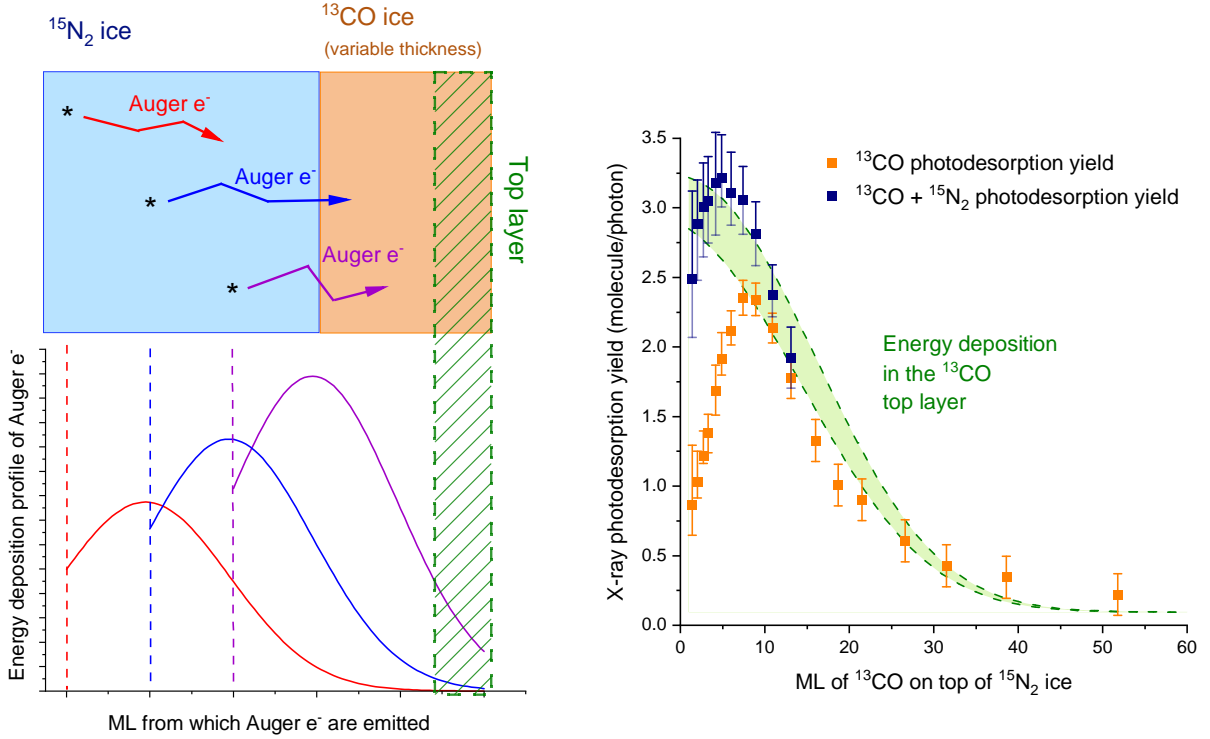 ¹⁵N₂ ice
¹³CO ice
(variable thickness)
Auger e⁻
Auger e⁻
Auger e⁻
Top layer
Energy deposition profile of Auger e⁻
ML from which Auger e⁻ are emitted
X-ray photodesorption yield (molecule/photon)
3.5
3.0
2.5
2.0
1.5
1.0
0.5
0.0
¹³CO photodesorption yield
¹³CO + ¹⁵N₂ photodesorption yield
Energy deposition
in the ¹³CO
top layer
0
10
20
30
40
50
60
ML of ¹³CO on top of ¹⁵N₂ ice